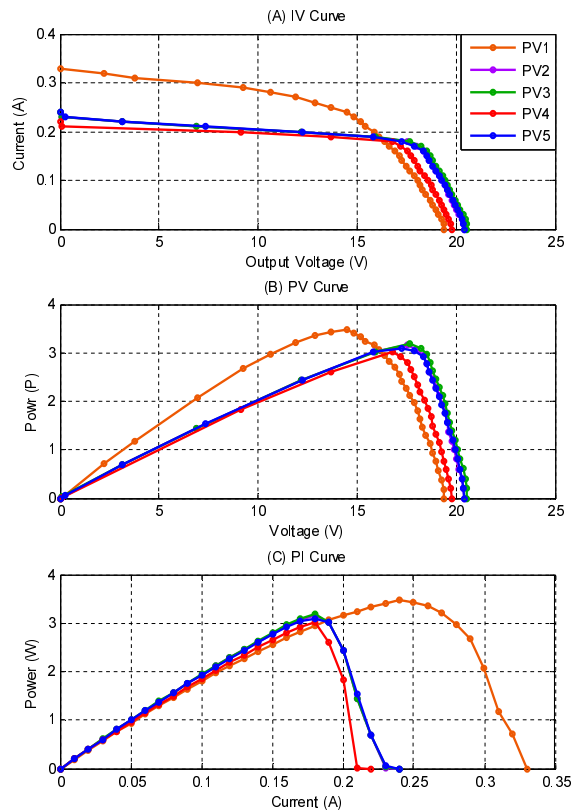 (A) IV Curve
0.4
0.3
0.2
0.1
0
Current (A)
PV1
PV2
PV3
PV4
PV5
0
5
10
15
20
25
Output Voltage (V)
(B) PV Curve
4
3
2
1
0
Powr (P)
0
5
10
15
20
25
Voltage (V)
(C) PI Curve
4
3
2
1
0
Power (W)
0
0.05
0.1
0.15
0.2
0.25
0.3
0.35
Current (A)